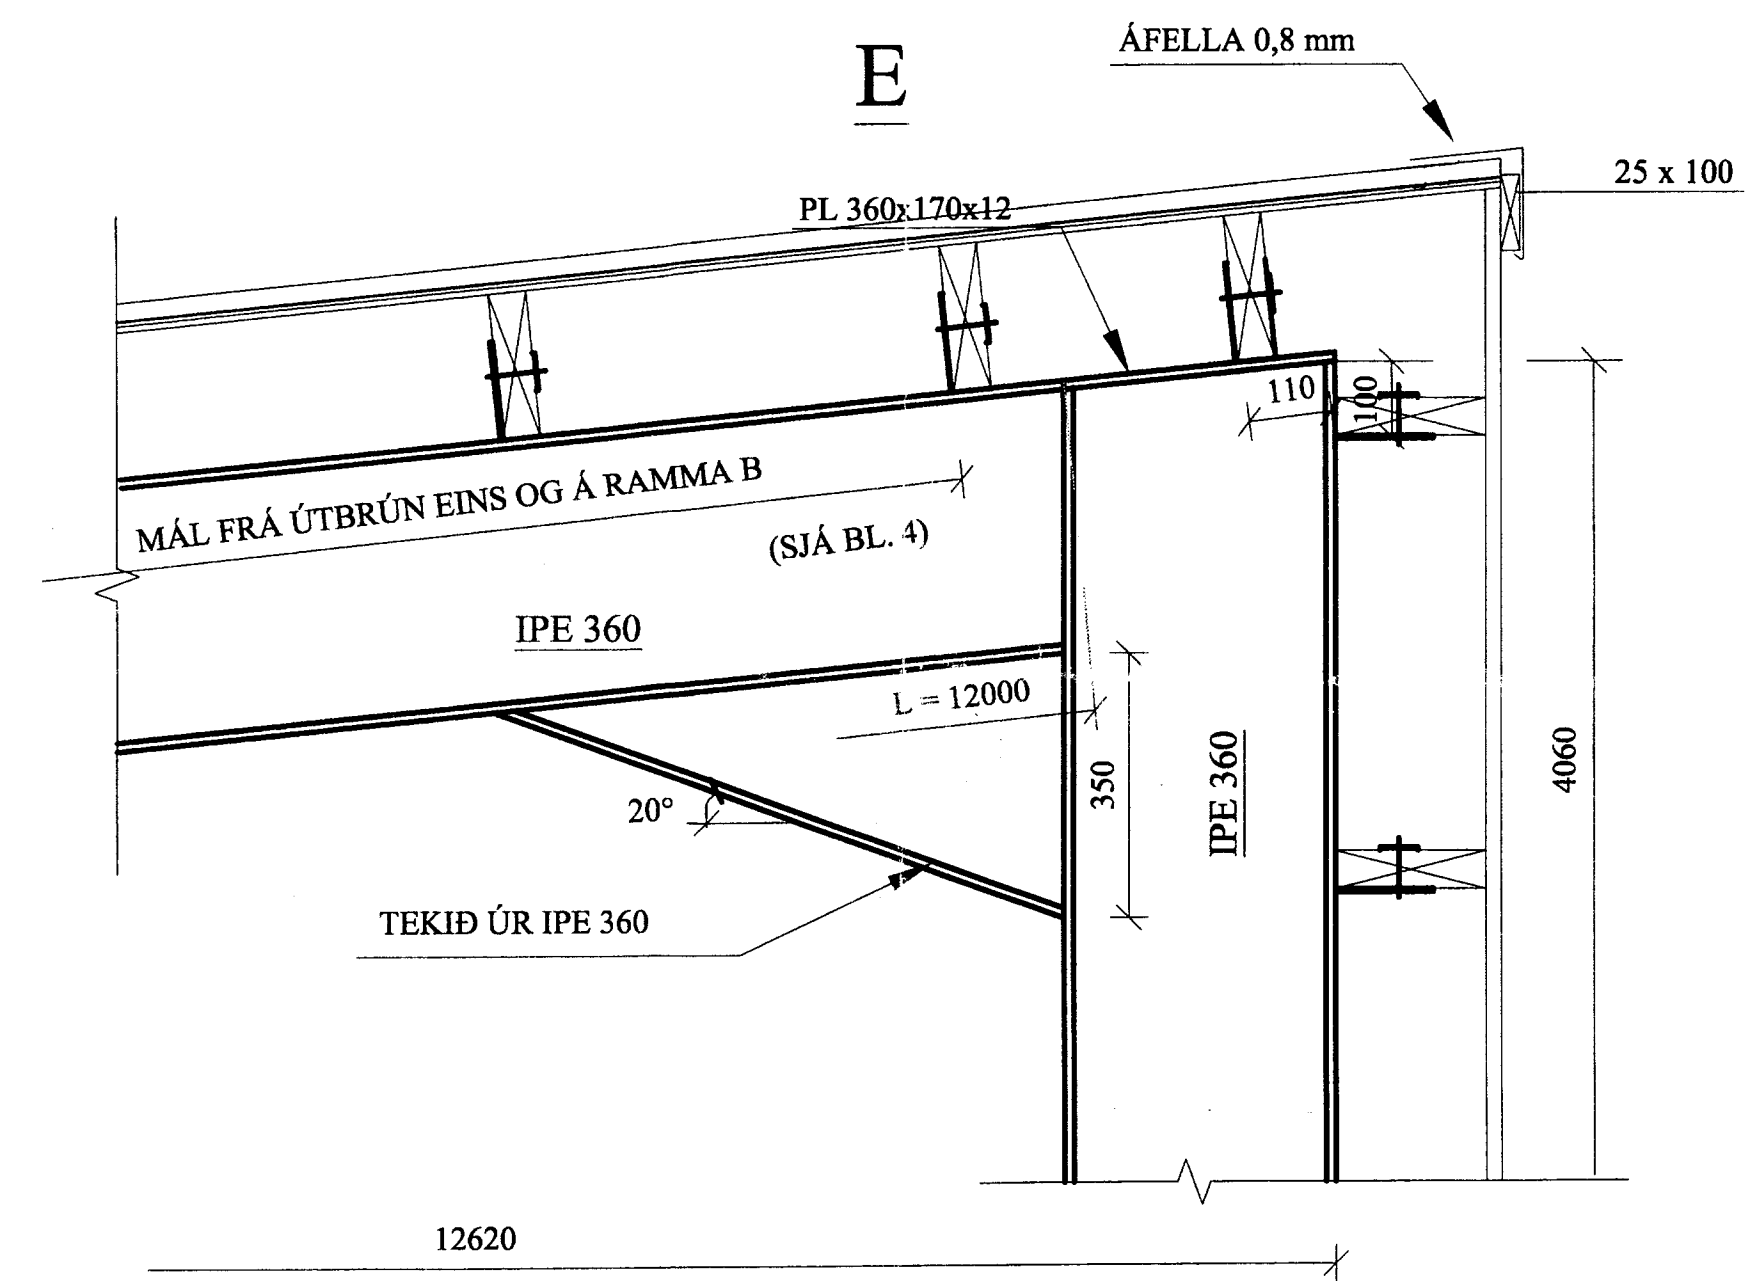 E
ÁFELLA 0,8 mm
25 x 100
PL 360x170x12
110
100
MÁL FRÁ ÚTBRÚN EINS OG Á RAMMA B
(SJÁ BL. 4)
IPE 360
L = 12000
350
IPE 360
4060
20°
TEKIÐ ÚR IPE 360
12620